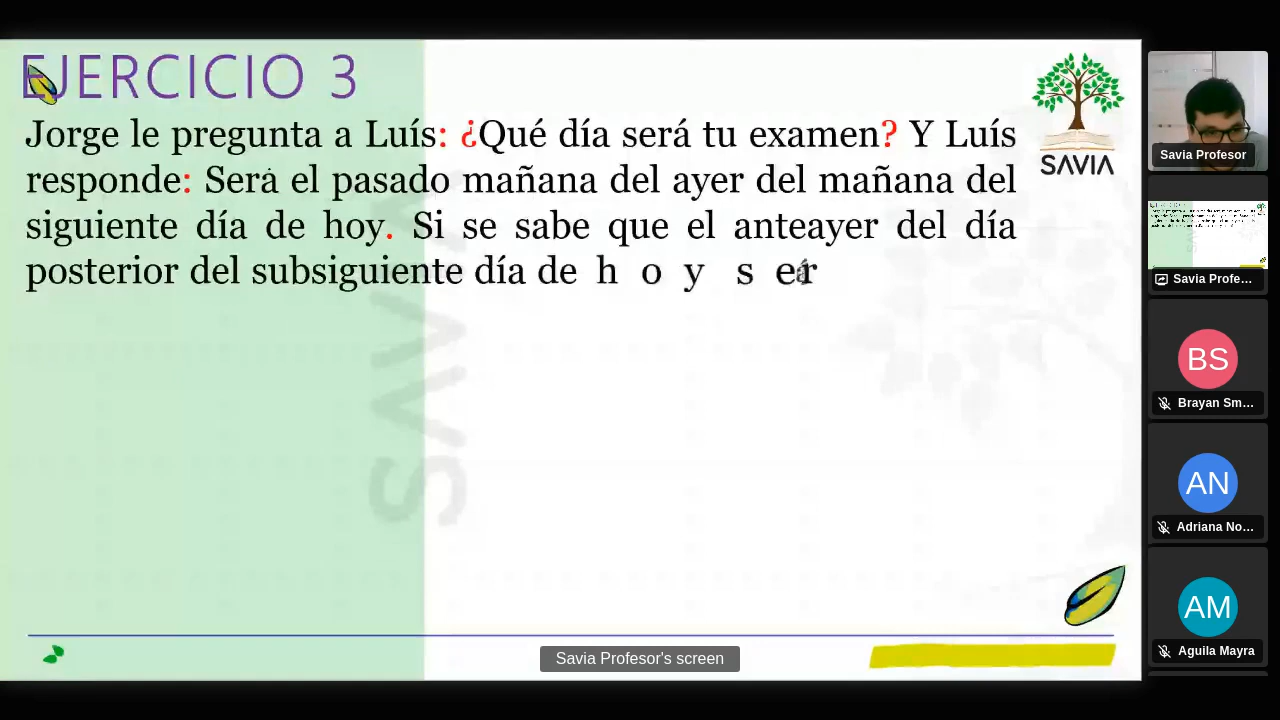 EJERCICIO 3
Jorge le pregunta a Luís: ¿Qué día será tu examen? Y Luís
responde: Será el pasado mañana del ayer del mañana del
siguiente día de hoy. Si se sabe que el anteayer del día
posterior del subsiguiente día de h o y s er
SAVIA
SAVIA
Savia Profesor's screen
Savia Profesor
Savia Profe...
BS
Brayan Sm...
AN
Adriana No...
AM
Aguila Mayra